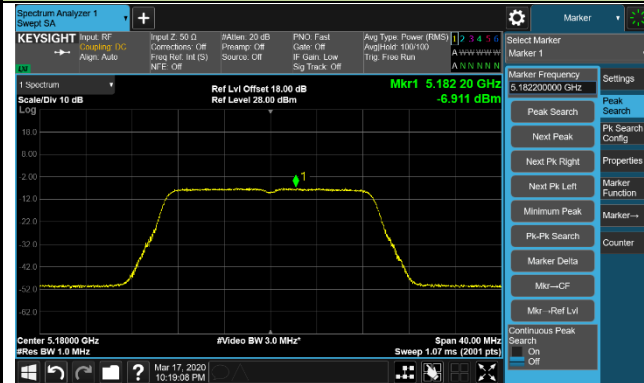 Spectrum Analyzer 1
Swept SA
+
Marker
KEYSIGHT
Input: RF
Coupling: DC
Align: Auto
Input Z: 50 Ω
Corrections: Off
Freq Ref: Int (S)
NFE: Off
#Atten: 20 dB
Preamp: Off
Source: Off
PNO: Fast
Gate: Off
IF Gain: Low
Sig Track: Off
Avg Type: Power (RMS)
Avg|Hold: 100/100
Trig: Free Run
1 2 3 4 5 6
A W W W W W
A N N N N N
Select Marker
Marker 1
1 Spectrum
Scale/Div 10 dB
Log
Ref Lvl Offset 18.00 dB
Ref Level 28.00 dBm
Mkr1 5.182 20 GHz
-6.911 dBm
18.0
8.00
-2.00
-12.0
-22.0
-32.0
-42.0
-52.0
-62.0
1
Center 5.18000 GHz
#Res BW 1.0 MHz
#Video BW 3.0 MHz*
Span 40.00 MHz
Sweep 1.07 ms (2001 pts)
Marker Frequency
5.182200000 GHz
Peak Search
Next Peak
Next Pk Right
Next Pk Left
Minimum Peak
Pk-Pk Search
Marker Delta
Mkr→CF
Mkr→Ref Lvl
Continuous Peak
Search
On
Off
Settings
Peak
Search
Pk Search
Config
Properties
Marker
Function
Marker→
Counter
?
Mar 17, 2020
10:19:08 PM